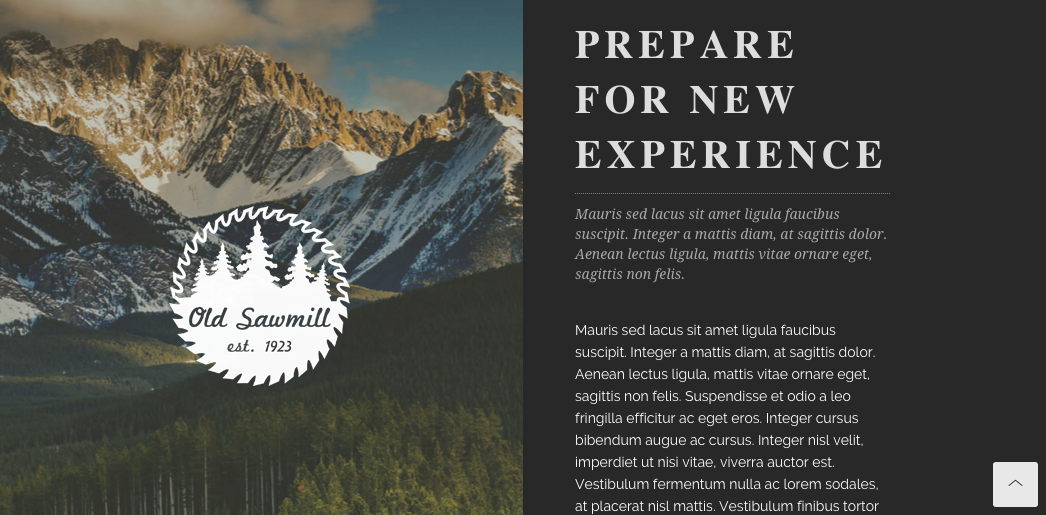 Old Sawmill
est. 1923
PREPARE
FOR NEW
EXPERIENCE
Mauris sed lacus sit amet ligula faucibus
suscipit. Integer a mattis diam, at sagittis dolor.
Aenean lectus ligula, mattis vitae ornare eget,
sagittis non felis.
Mauris sed lacus sit amet ligula faucibus
suscipit. Integer a mattis diam, at sagittis dolor.
Aenean lectus ligula, mattis vitae ornare eget,
sagittis non felis. Suspendisse et odio a leo
fringilla efficitur ac eget eros. Integer cursus
bibendum augue ac cursus. Integer nisl velit,
imperdiet ut nisi vitae, viverra auctor est.
Vestibulum fermentum nulla ac lorem sodales,
at placerat nisl mattis. Vestibulum finibus tortor